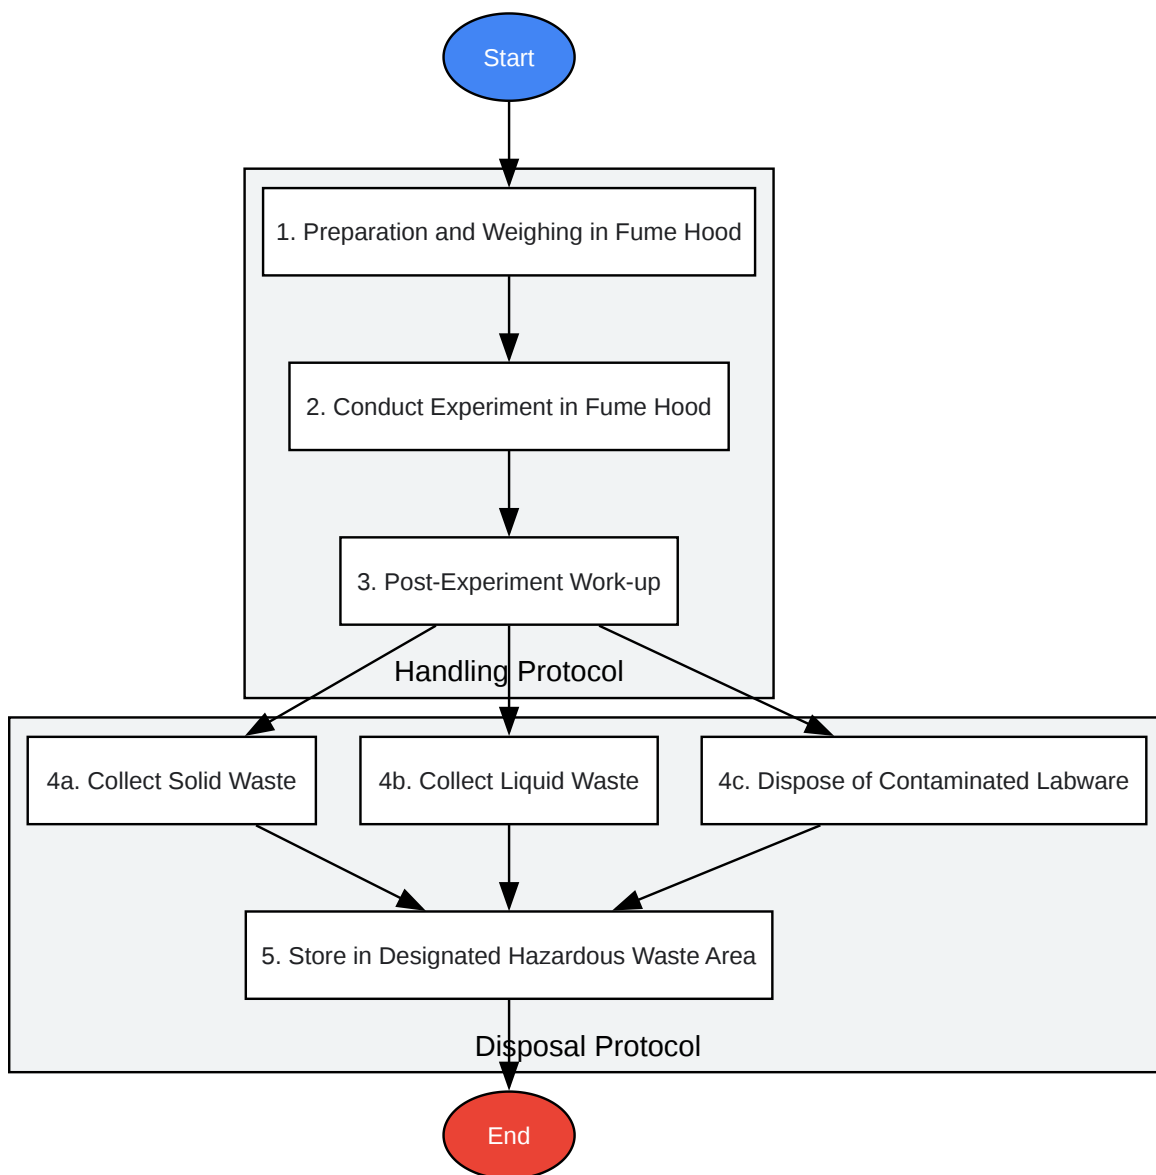 Start
1. Preparation and Weighing in Fume Hood
2. Conduct Experiment in Fume Hood
3. Post-Experiment Work-up
Handling Protocol
4a. Collect Solid Waste
4b. Collect Liquid Waste
4c. Dispose of Contaminated Labware
5. Store in Designated Hazardous Waste Area
Disposal Protocol
End